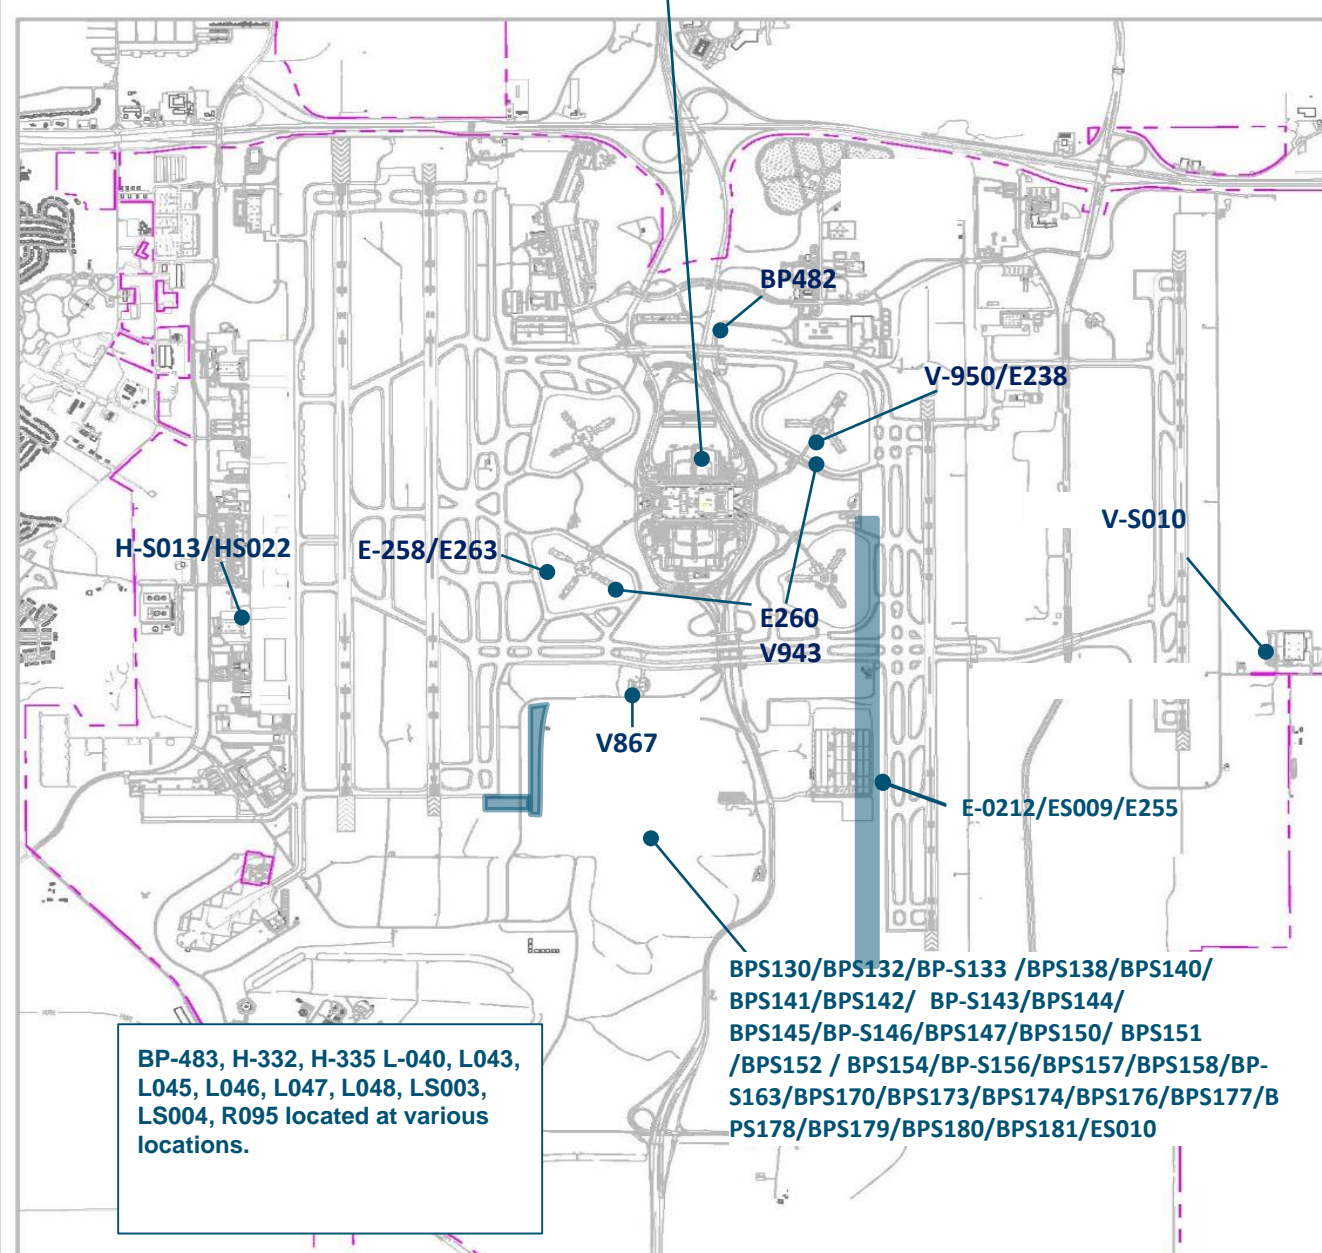 BP482
V-950/E238
V-S010
H-S013/HS022
E-258/E263
E260
V943
V867
E-0212/ES009/E255
BPS130/BPS132/BP-S133 /BPS138/BPS140/
BPS141/BPS142/ BP-S143/BPS144/
BPS145/BP-S146/BPS147/BPS150/ BPS151
/BPS152 / BPS154/BP-S156/BPS157/BPS158/BP-
S163/BPS170/BPS173/BPS174/BPS176/BPS177/B
PS178/BPS179/BPS180/BPS181/ES010
BP-483, H-332, H-335 L-040, L043,
L045, L046, L047, L048, LS003,
LS004, R095 located at various
locations.